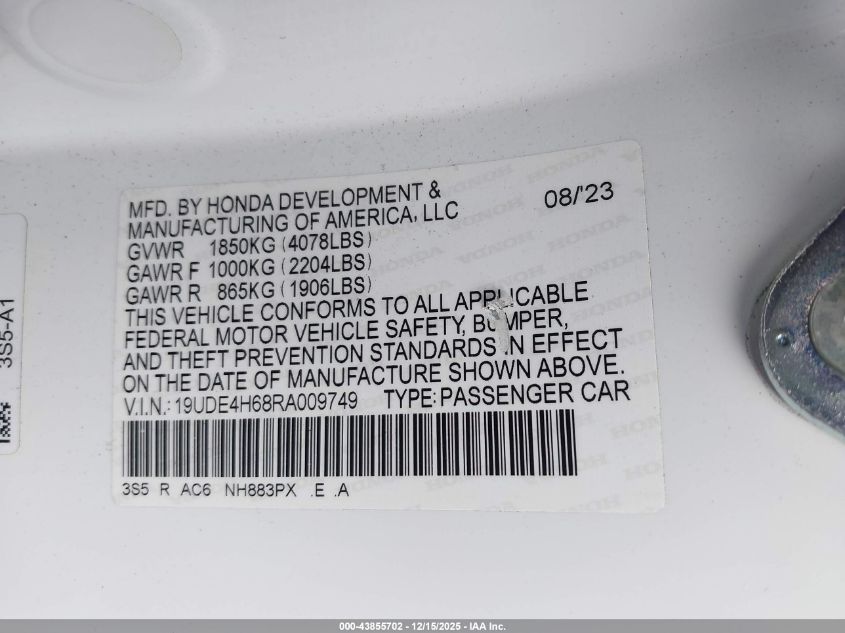 MFD. BY HONDA DEVELOPMENT &
MANUFACTURING OF AMERICA, LLC 08/'23
GVWR 1850KG (4078LBS)
GAWR F 1000KG (2204LBS)
GAWR R 865KG (1906LBS)
THIS VEHICLE CONFORMS TO ALL APPLICABLE
FEDERAL MOTOR VEHICLE SAFETY, BUMPER,
AND THEFT PREVENTION STANDARDS IN EFFECT
ON THE DATE OF MANUFACTURE SHOWN ABOVE.
V.I.N.: 19UDE4H68RA009749 TYPE: PASSENGER CAR
3S5 R AC6 NH883PX .E .A
3S5-A1
000-43855702 - 12/15/2025 - IAA Inc.